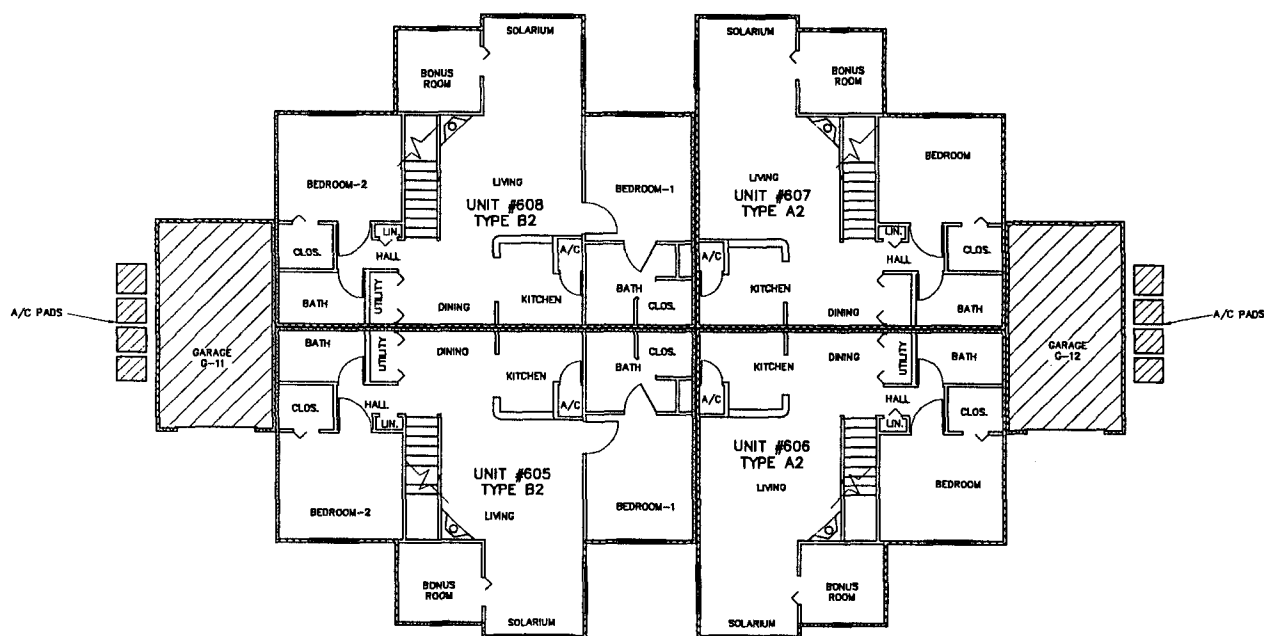 SOLARIUM
SOLARIUM
BONUS
ROOM
BONUS
ROOM
BEDROOM-2
LIVING
UNIT #608
TYPE B2
BEDROOM-1
LIVING
UNIT #607
TYPE A2
BEDROOM
LIN.
CLOS.
HALL
A/C
A/C
LIN.
HALL
CLOS.
BATH
UTILITY
DINING
KITCHEN
BATH
CLOS.
KITCHEN
DINING
UTILITY
BATH
A/C PADS
A/C PADS
GARAGE
G-11
GARAGE
G-12
BATH
UTILITY
DINING
KITCHEN
BATH
CLOS.
KITCHEN
DINING
UTILITY
BATH
CLOS.
HALL
LIN.
A/C
A/C
HALL
LIN.
CLOS.
UNIT #605
TYPE B2
LIVING
BEDROOM-2
BEDROOM-1
UNIT #606
TYPE A2
LIVING
BEDROOM
BONUS
ROOM
BONUS
ROOM
SOLARIUM
SOLARIUM